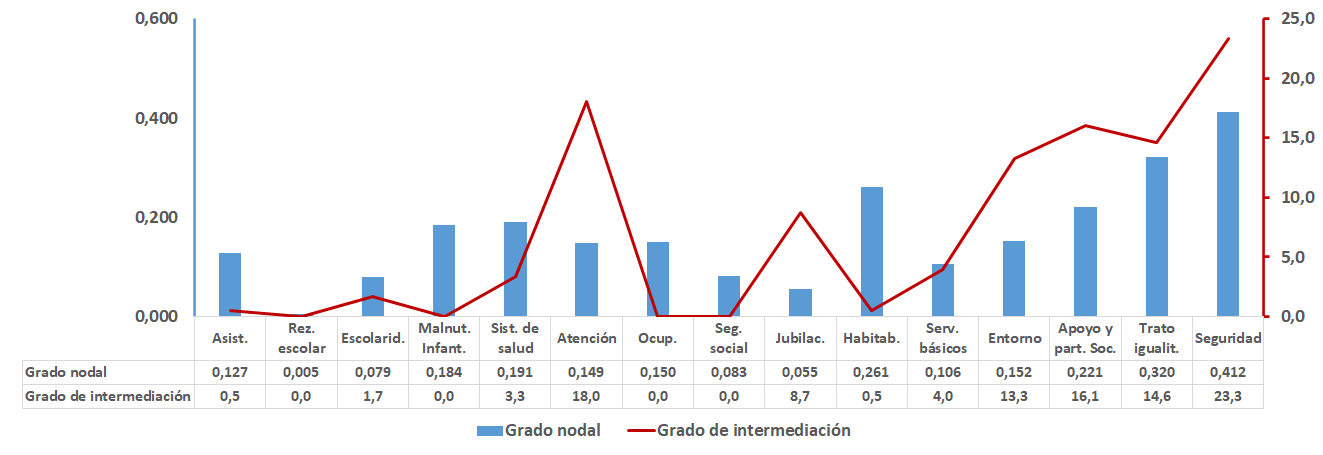 0,600
25,0
20,0
0,400
15,0
0,200
10,0
5,0
0,000
0,0
Asist.
Rez. escolar
Escolarid.
Malnut. Infant.
Sist. de salud
Atención
Ocup.
Seg. social
Jubilac.
Habitab.
Serv. básicos
Entorno
Apoyo y part. Soc.
Trato igualit.
Seguridad
Grado nodal 0,127 0,005 0,079 0,184 0,191 0,149 0,150 0,083 0,055 0,261 0,106 0,152 0,221 0,320 0,412
Grado de intermediación 0,5 0,0 1,7 0,0 3,3 18,0 0,0 0,0 8,7 0,5 4,0 13,3 16,1 14,6 23,3
Grado nodal Grado de intermediación